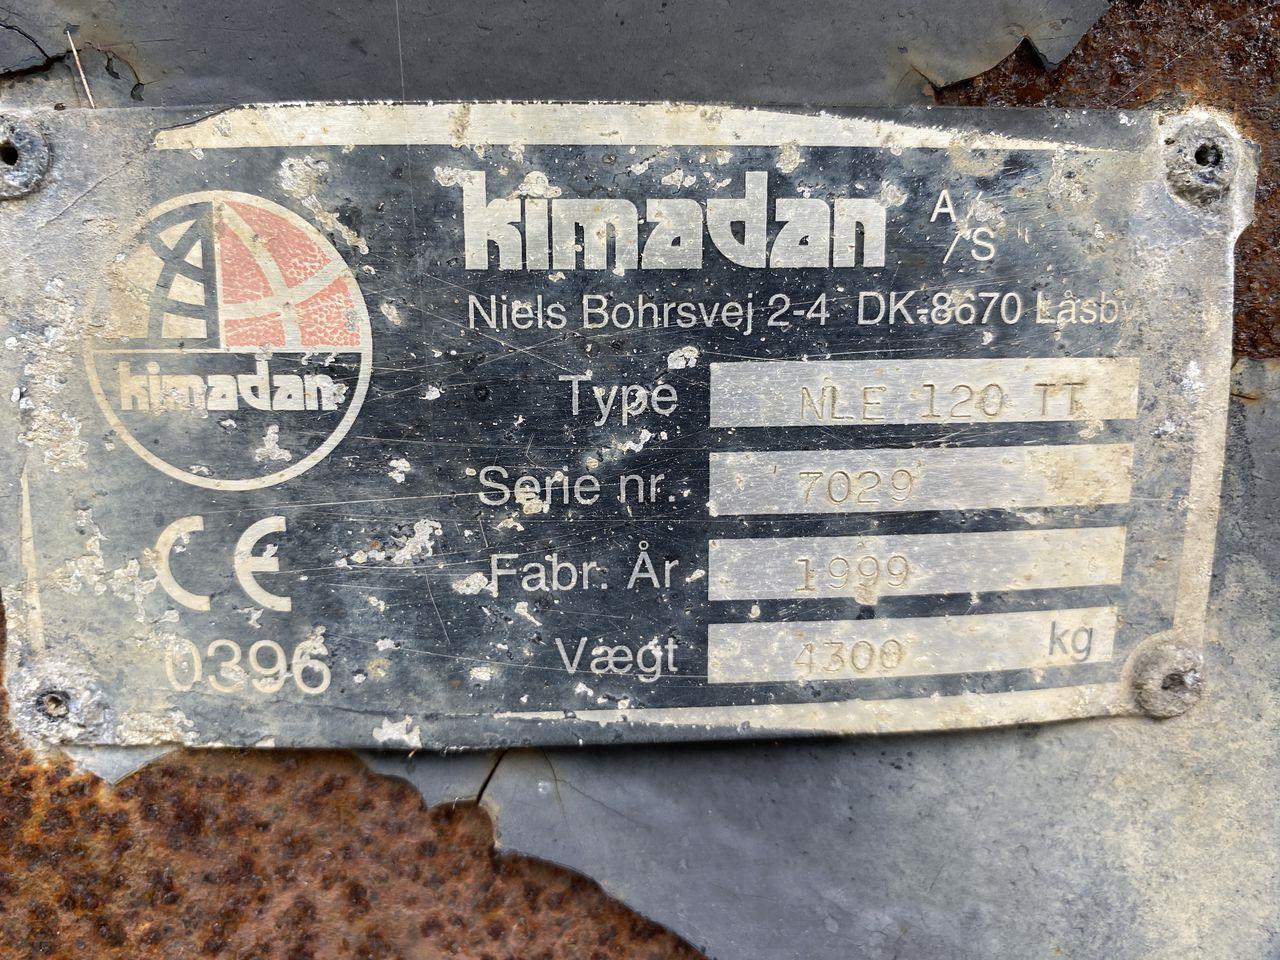 kimadan A/S
Niels Bohrsvej 2-4 DK-8670 Låsby
kimadan
Type NLE 120 TT
Serie nr. 7029
Fabr. År 1999
Vægt 4300 kg
CE
0396